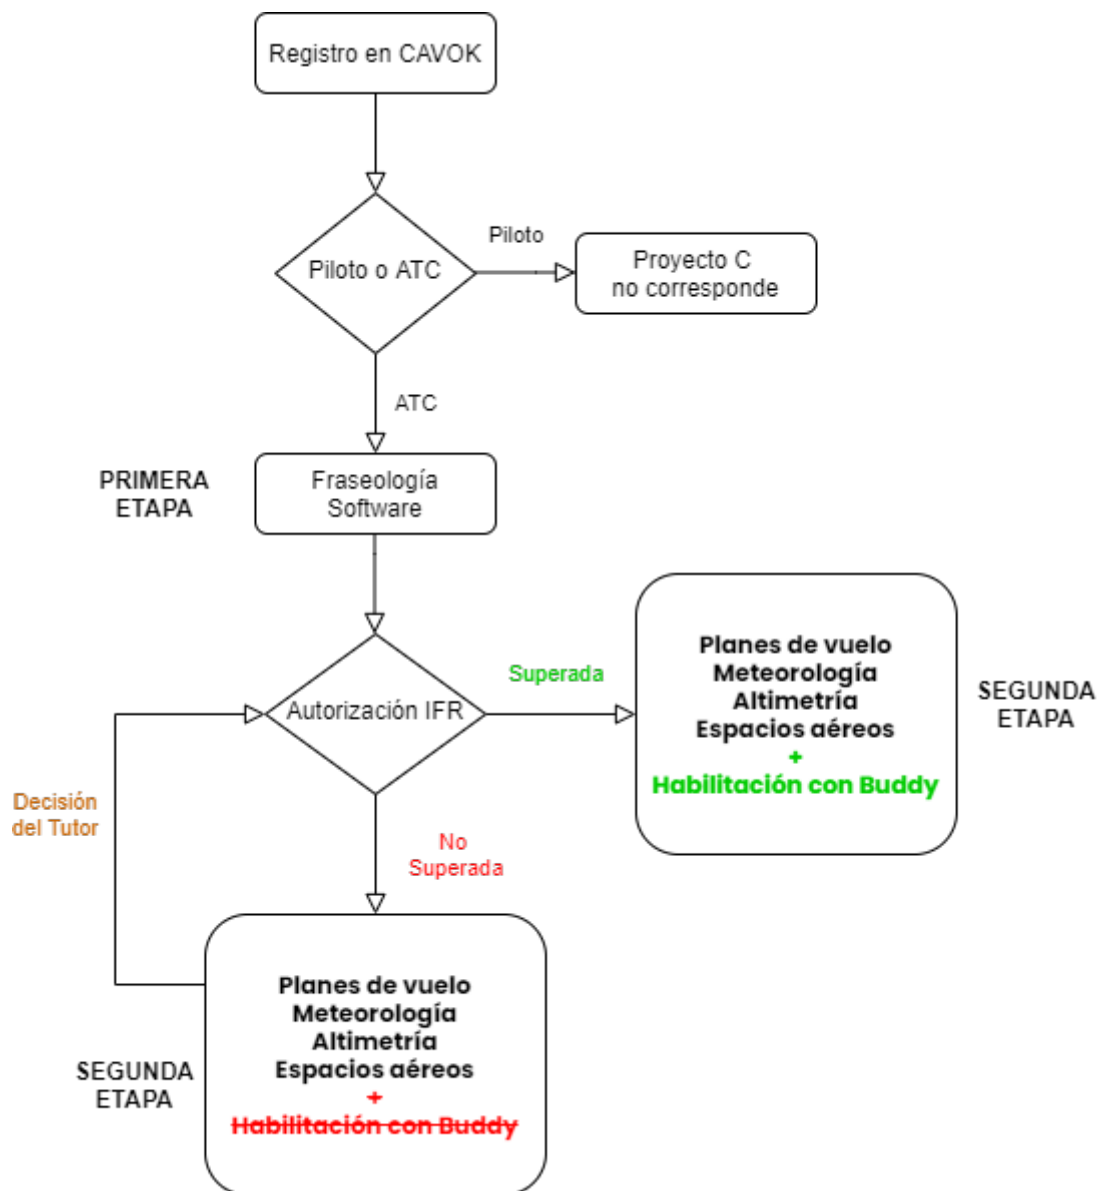 Registro en CAVOK
Piloto o ATC
Piloto
Proyecto C
no corresponde
ATC
PRIMERA
ETAPA
Fraseología
Software
Autorización IFR
Superada
Planes de vuelo
Meteorología
Altimetría
Espacios aéreos
+
Habilitación con Buddy
SEGUNDA
ETAPA
Decisión
del Tutor
No
Superada
Planes de vuelo
Meteorología
Altimetría
Espacios aéreos
+
Habilitación con Buddy
SEGUNDA
ETAPA